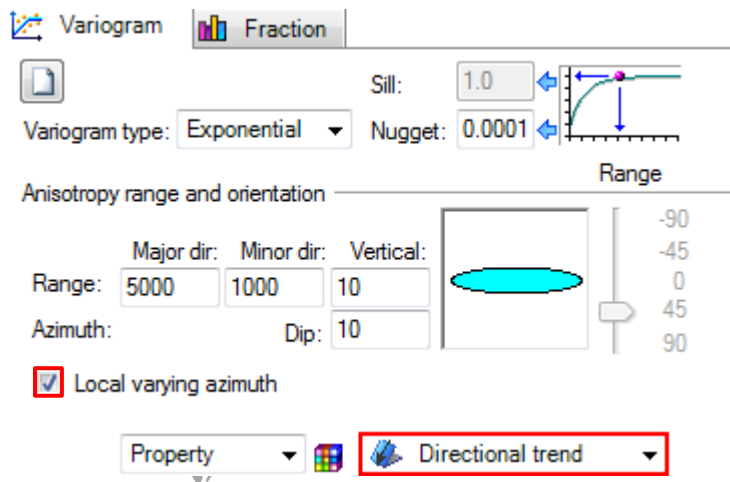 Variogram Fraction
Sill: 1.0
Variogram type: Exponential Nugget: 0.0001
Range
Anisotropy range and orientation
-90
Major dir: Minor dir: Vertical: -45
Range: 5000 1000 10 0
45
Azimuth: Dip: 10
90
Local varying azimuth
Property Directional trend